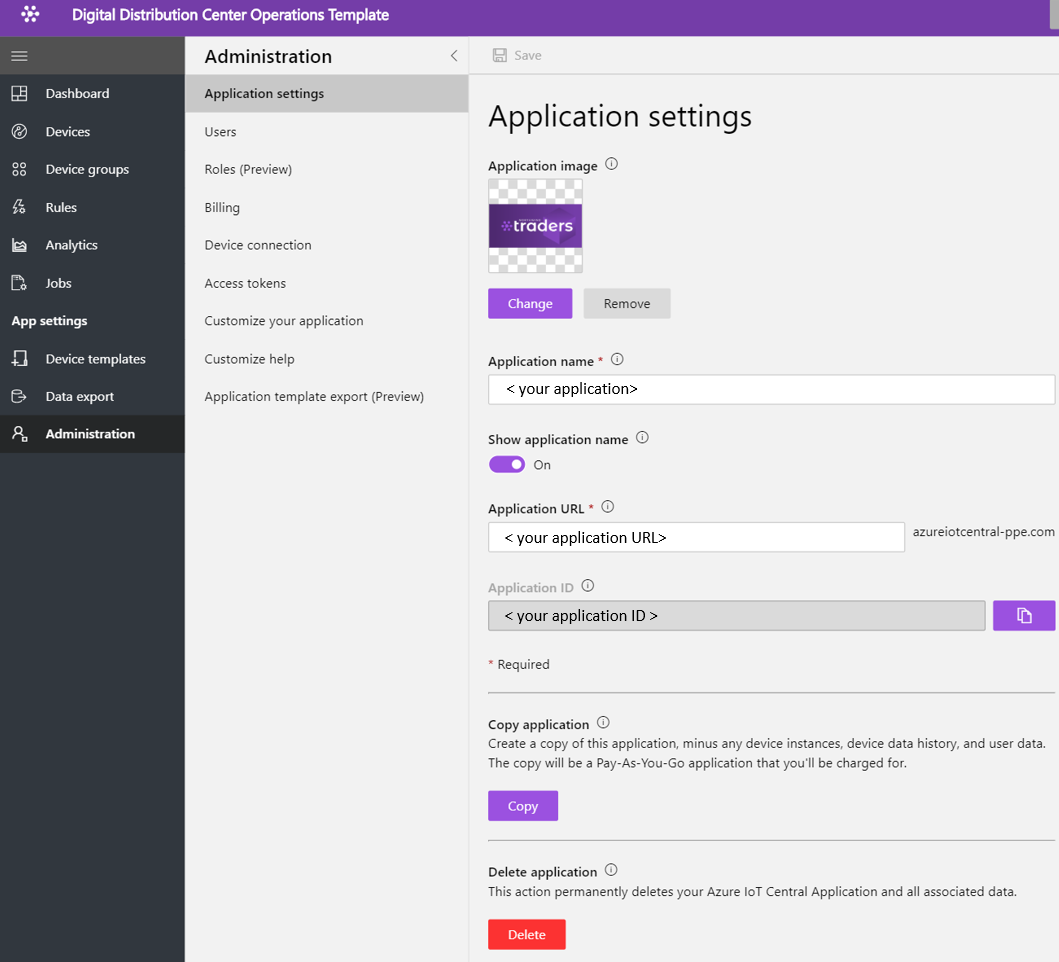 Digital Distribution Center Operations Template
Dashboard
Devices
Device groups
Rules
Analytics
Jobs
App settings
Device templates
Data export
Administration
Administration
Application settings
Users
Roles (Preview)
Billing
Device connection
Access tokens
Customize your application
Customize help
Application template export (Preview)
Save
Application settings
Application image
traders
Change
Remove
Application name *
< your application>
Show application name
On
Application URL *
< your application URL>
azureiotcentral-ppe.com
Application ID
< your application ID >
* Required
Copy application
Create a copy of this application, minus any device instances, device data history, and user data.
The copy will be a Pay-As-You-Go application that you'll be charged for.
Copy
Delete application
This action permanently deletes your Azure IoT Central Application and all associated data.
Delete